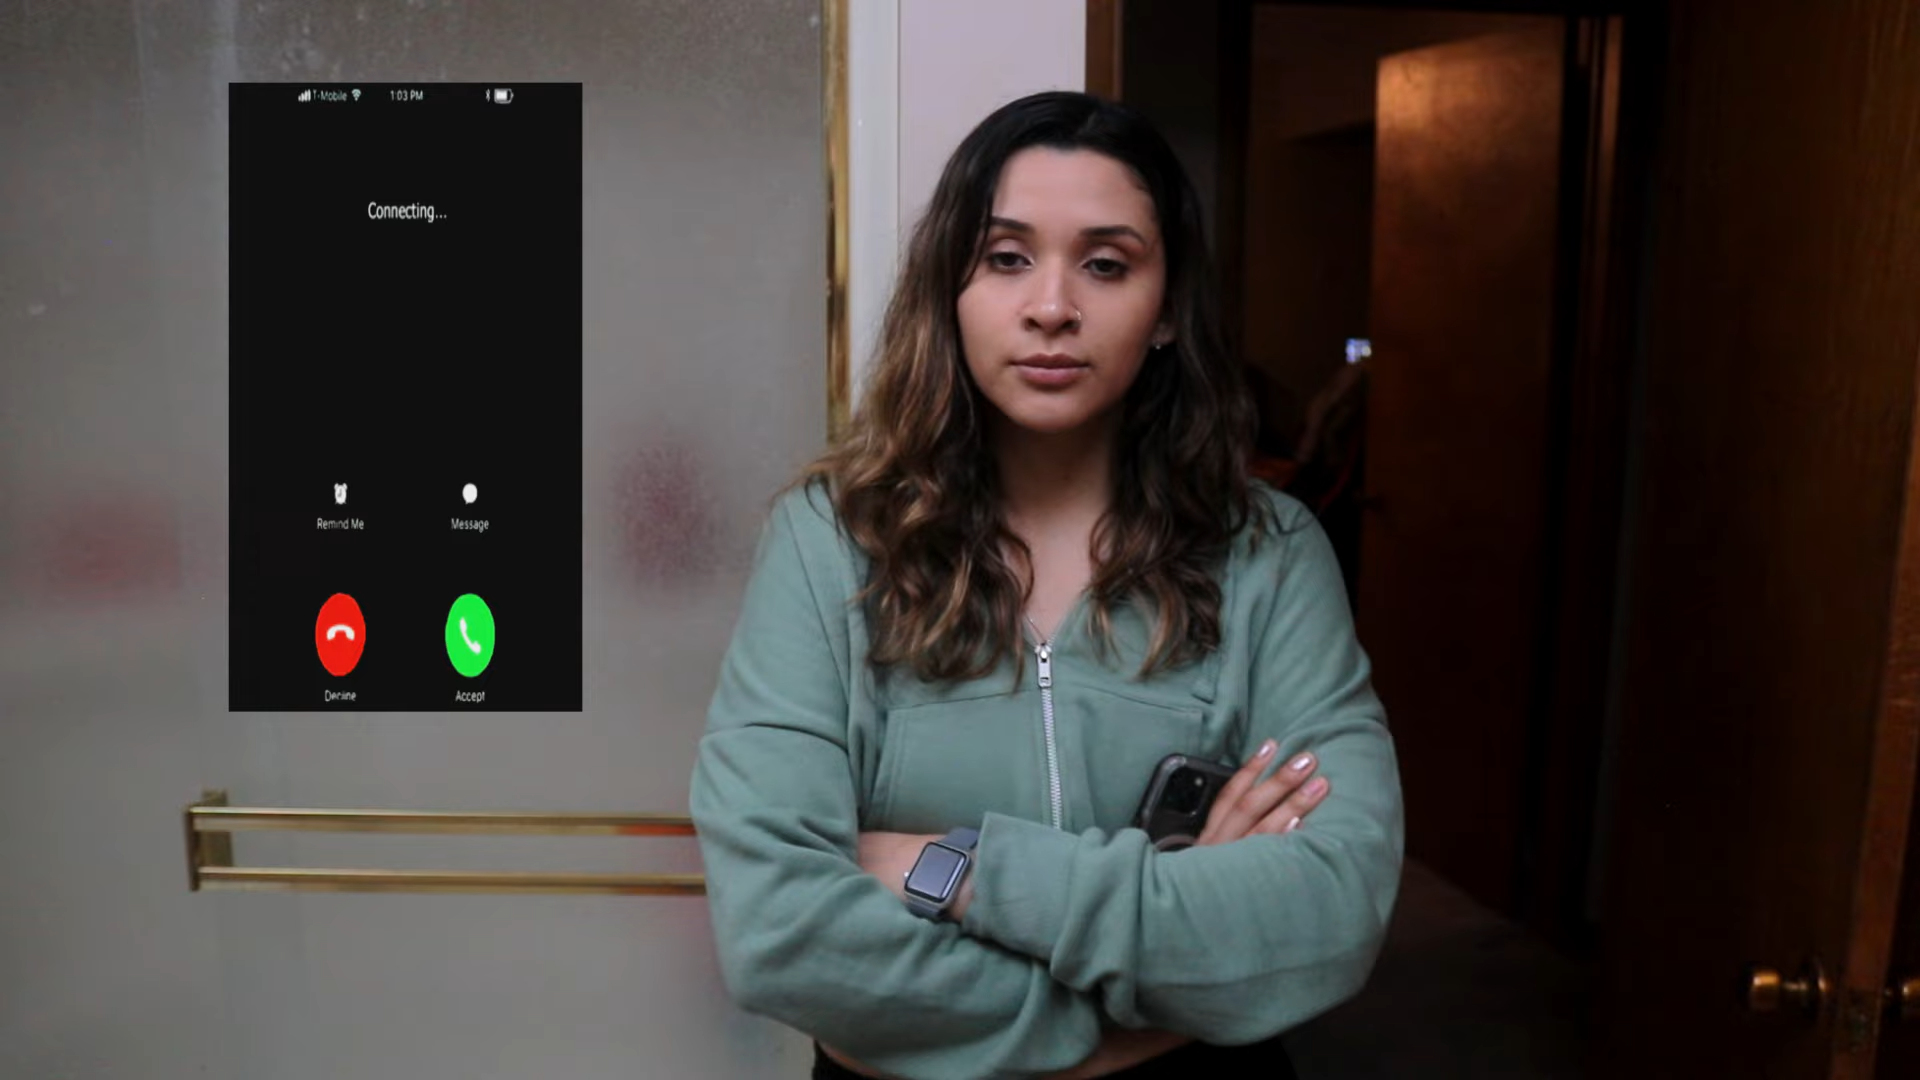 T-Mobile 1:03 PM
Connecting...
Remind Me Message
Decline Accept